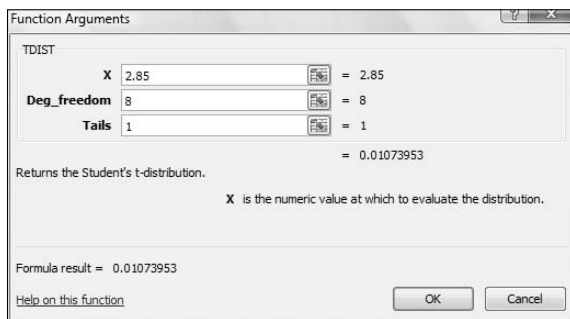 Function Arguments
TDIST
X 2.85 = 2.85
Deg_freedom 8 = 8
Tails 1 = 1
= 0.01073953
Returns the Student's t-distribution.
X is the numeric value at which to evaluate the distribution.
Formula result = 0.01073953
Help on this function OK Cancel